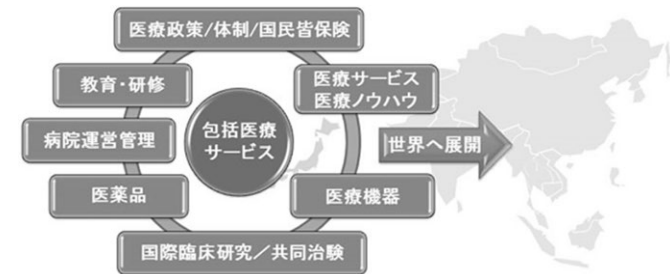 医療政策/体制/国民皆保険
教育・研修
医療サービス
医療ノウハウ
病院運営管理
包括医療
サービス
世界へ展開
医薬品
医療機器
国際臨床研究／共同治験